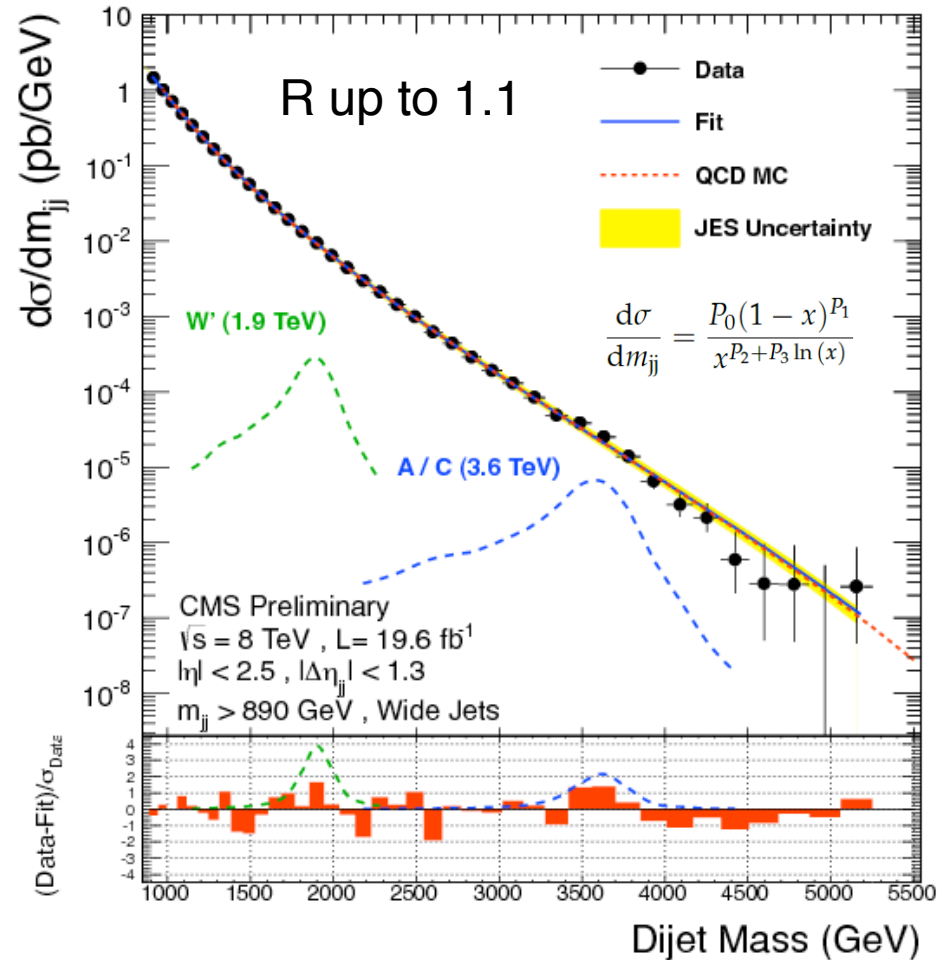 10
1
10⁻¹
10⁻²
10⁻³
10⁻⁴
10⁻⁵
10⁻⁶
10⁻⁷
10⁻⁸
dσ/dm_jj (pb/GeV)
R up to 1.1
Data
Fit
QCD MC
JES Uncertainty
dσ/dm_jj = P₀(1 − x)^P₁ / x^(P₂+P₃ ln (x))
W' (1.9 TeV)
A / C (3.6 TeV)
CMS Preliminary
√s = 8 TeV , L= 19.6 fb⁻¹
|η| < 2.5 , |Δη_jj| < 1.3
m_jj > 890 GeV , Wide Jets
(Data-Fit)/σ_Data
4
3
2
1
0
-1
-2
-3
-4
1000 1500 2000 2500 3000 3500 4000 4500 5000 5500
Dijet Mass (GeV)